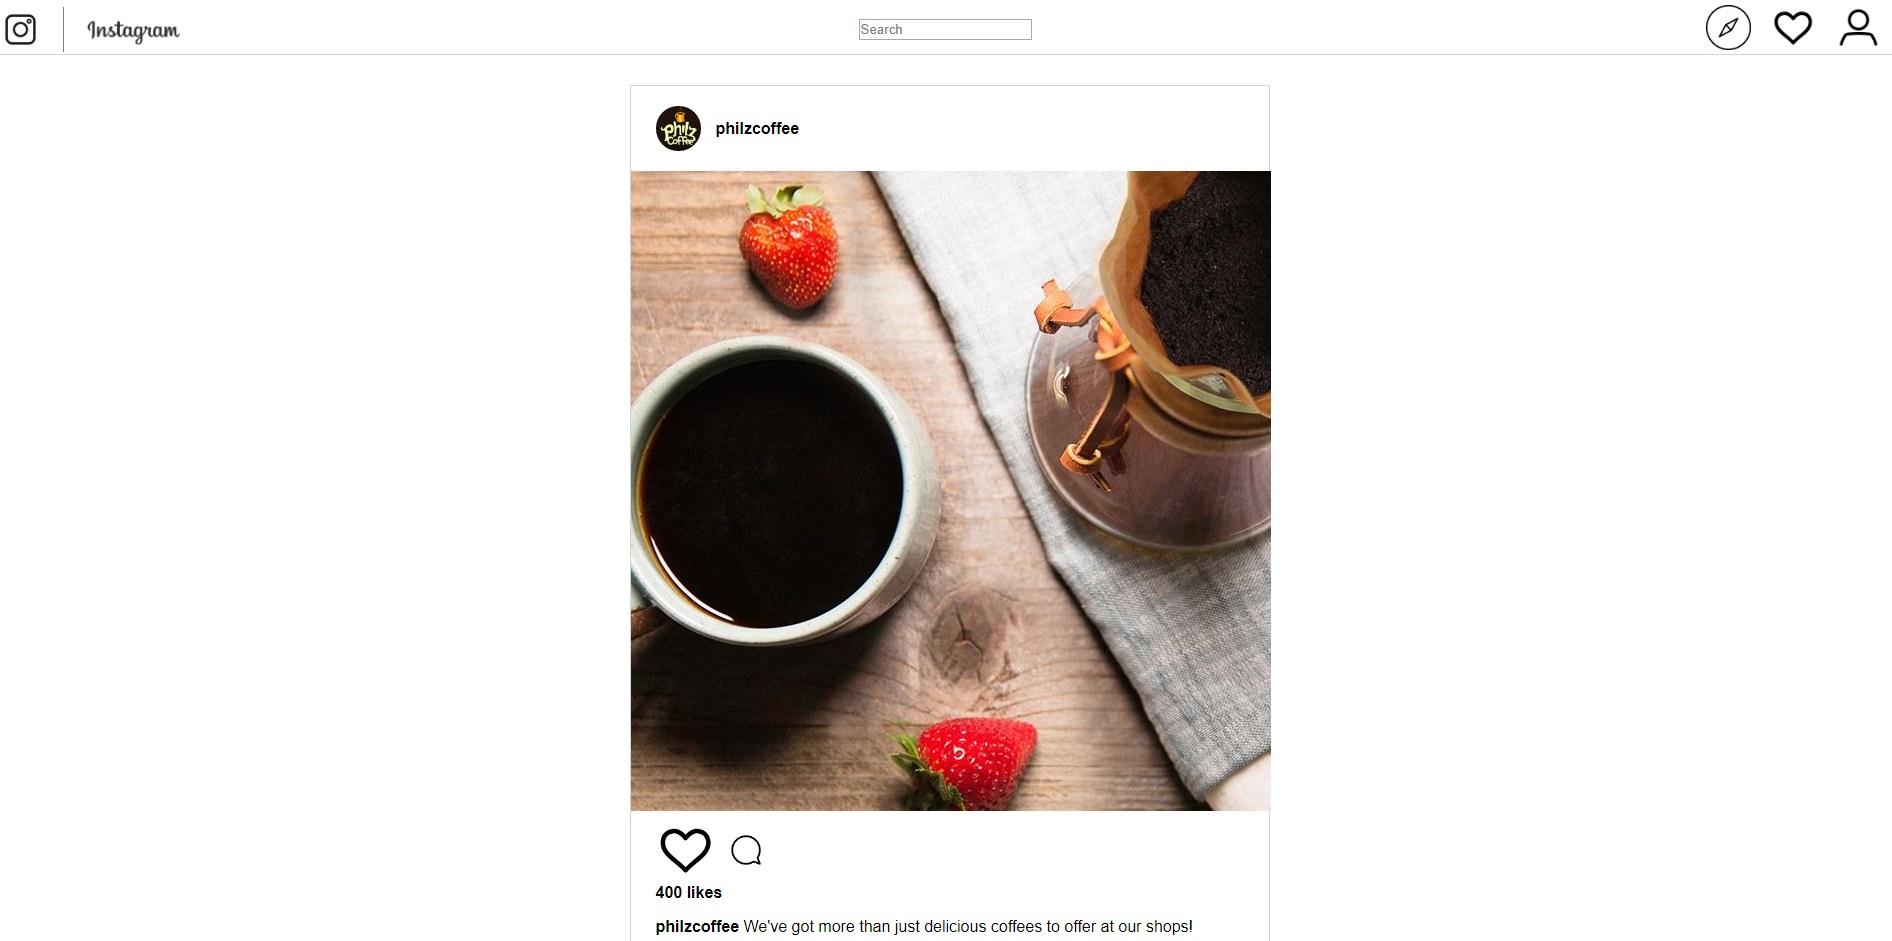 Instagram
Search
philz
coffee
philzcoffee
400 likes
philzcoffee We've got more than just delicious coffees to offer at our shops!